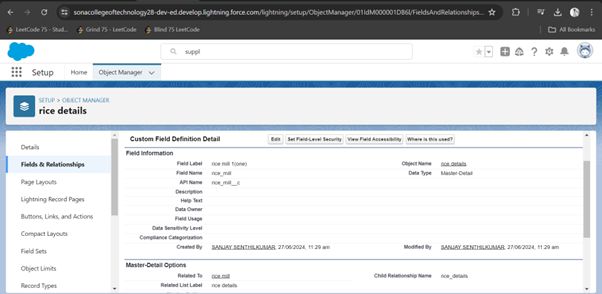 sonacollegeoftechnology28-dev-ed.develop.lightning.force.com/lightning/setup/ObjectManager/01IdM000001DB6I/FieldsAndRelationships...
LeetCode 75 - Stud... Grind 75 - LeetCode Blind 75 LeetCode All Bookmarks
suppl
Setup Home Object Manager
SETUP > OBJECT MANAGER
rice details
Details
Fields & Relationships
Page Layouts
Lightning Record Pages
Buttons, Links, and Actions
Compact Layouts
Field Sets
Object Limits
Record Types
Custom Field Definition Detail Edit Set Field-Level Security View Field Accessibility Where is this used?
Field Information
Field Label rice mill 1(one) Object Name rice details
Field Name rice_mill Data Type Master-Detail
API Name rice_mill__c
Description
Help Text
Data Owner
Field Usage
Data Sensitivity Level
Compliance Categorization
Created By SANJAY SENTHILKUMAR, 27/06/2024, 11:29 am Modified By SANJAY SENTHILKUMAR, 27/06/2024, 11:29 am
Master-Detail Options
Related To rice mill Child Relationship Name rice_details
Related List Label rice details